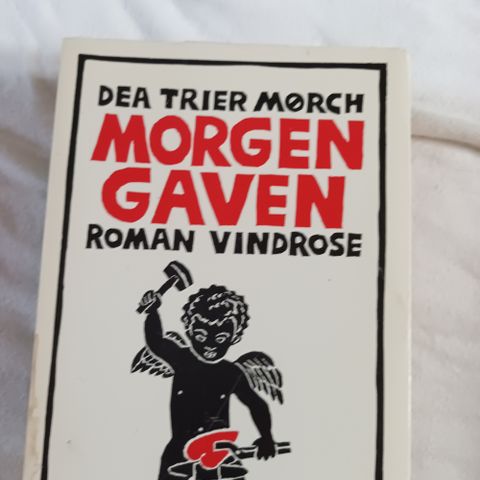 DEA TRIER MØRCH
MORGEN
GAVEN
ROMAN VINDROSE